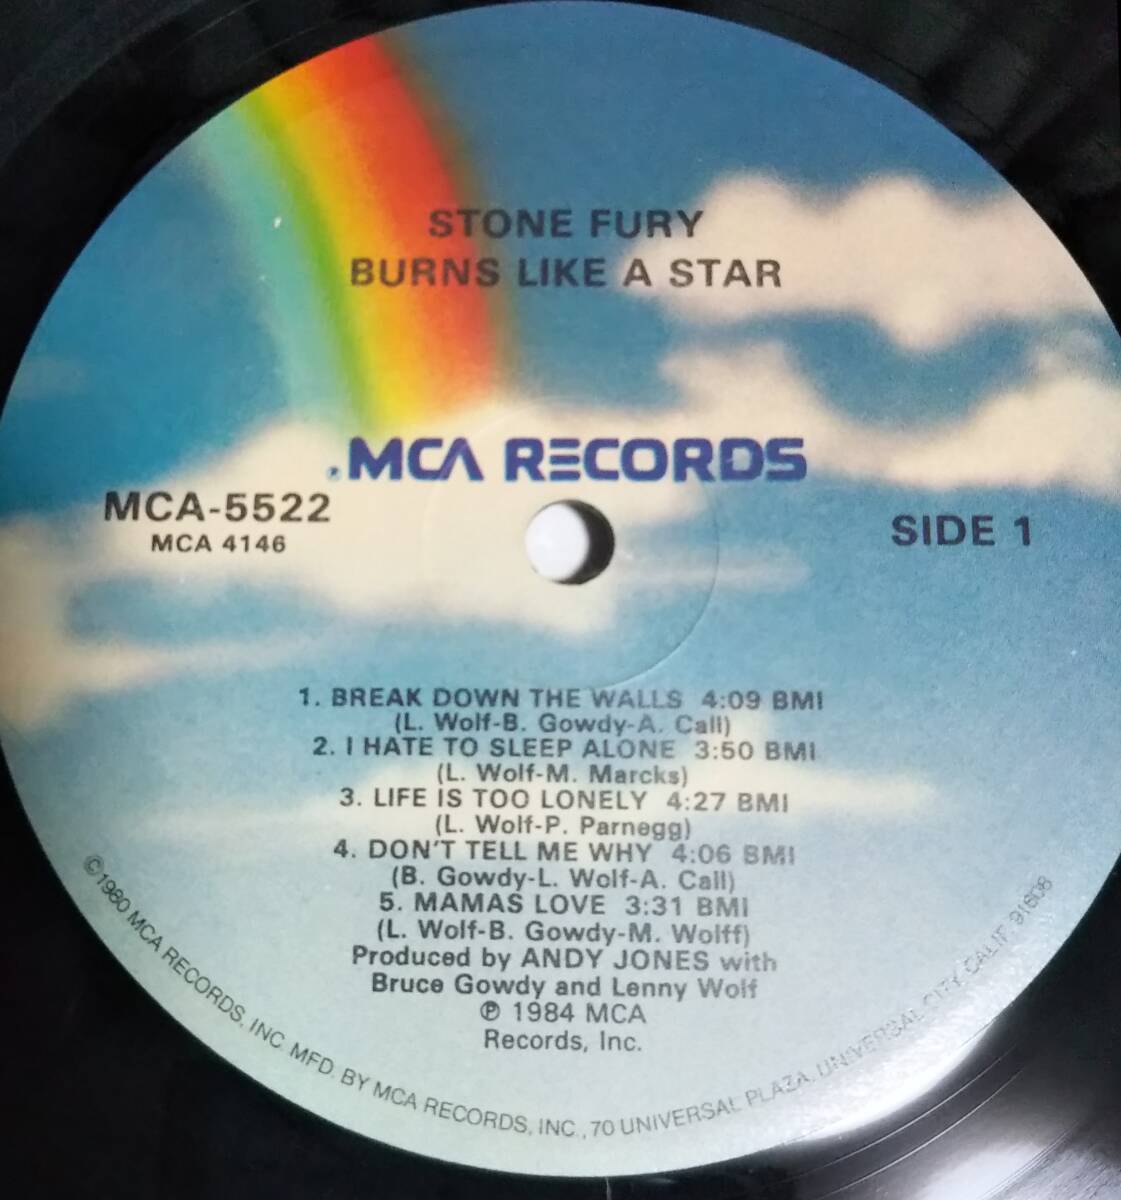 STONE FURY
BURNS LIKE A STAR
MCA RECORDS
MCA-5522
MCA 4146
SIDE 1
1. BREAK DOWN THE WALLS 4:09 BMI
(L. Wolf-B. Gowdy-A. Call)
2. I HATE TO SLEEP ALONE 3:50 BMI
(L. Wolf-M. Marcks)
3. LIFE IS TOO LONELY 4:27 BMI
(L. Wolf-P. Parnegg)
4. DON'T TELL ME WHY 4:06 BMI
(B. Gowdy-L. Wolf-A. Call)
5. MAMAS LOVE 3:31 BMI
(L. Wolf-B. Gowdy-M. Wolff)
Produced by ANDY JONES with
Bruce Gowdy and Lenny Wolf
℗ 1984 MCA
Records, Inc.
©1980 MCA RECORDS, INC. MFD. BY MCA RECORDS, INC., 70 UNIVERSAL PLAZA, UNIVERSAL CITY, CALIF. 91608